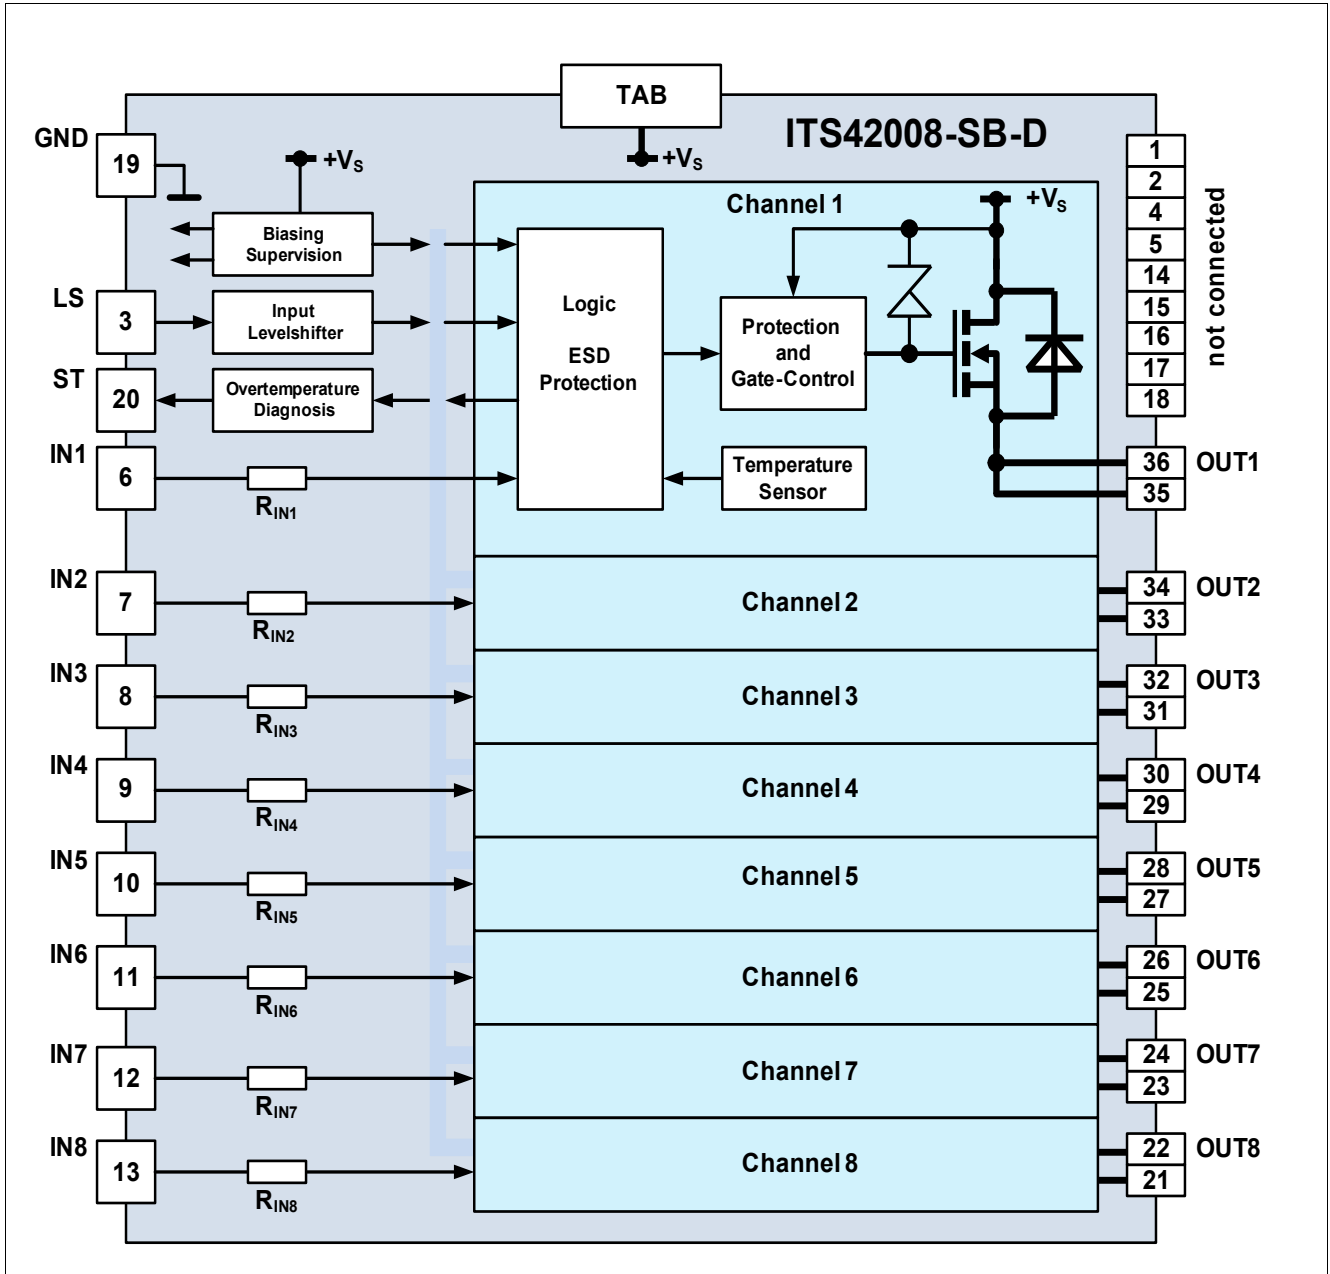 TAB
ITS42008-SB-D
GND
19
+VS
+VS
1
2
4
5
14
15
16
17
18
not connected
Channel 1
+VS
Biasing
Supervision
LS
3
Input
Levelshifter
Logic
ESD
Protection
Protection
and
Gate-Control
ST
20
Overtemperature
Diagnosis
IN1
6
RIN1
Temperature
Sensor
36
35
OUT1
IN2
7
RIN2
Channel 2
34
33
OUT2
IN3
8
RIN3
Channel 3
32
31
OUT3
IN4
9
RIN4
Channel 4
30
29
OUT4
IN5
10
RIN5
Channel 5
28
27
OUT5
IN6
11
RIN6
Channel 6
26
25
OUT6
IN7
12
RIN7
Channel 7
24
23
OUT7
IN8
13
RIN8
Channel 8
22
21
OUT8